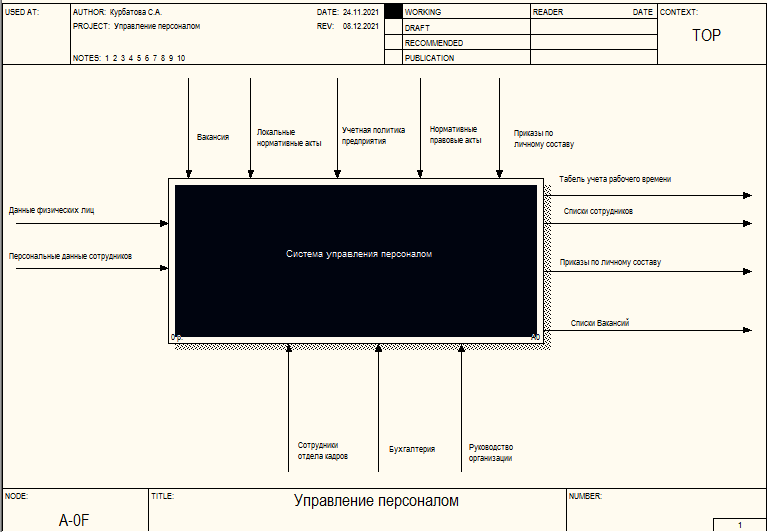 USED AT:
AUTHOR: Курбатова С.А.
DATE: 24.11.2021
WORKING
READER
DATE
CONTEXT:
PROJECT: Управление персоналом
REV: 08.12.2021
DRAFT
TOP
RECOMMENDED
NOTES: 1 2 3 4 5 6 7 8 9 10
PUBLICATION
Вакансия
Локальные
нормативные акты
Учетная политика
предприятия
Нормативные
правовые акты
Приказы по
личному составу
Данные физических лиц
Персональные данные сотрудников
Система управления персоналом
0 р.
A0
Табель учета рабочего времени
Списки сотрудников
Приказы по личному составу
Списки Вакансий
Сотрудники
отдела кадров
Бухгалтерия
Руководство
организации
NODE:
A-0F
TITLE:
Управление персоналом
NUMBER:
1